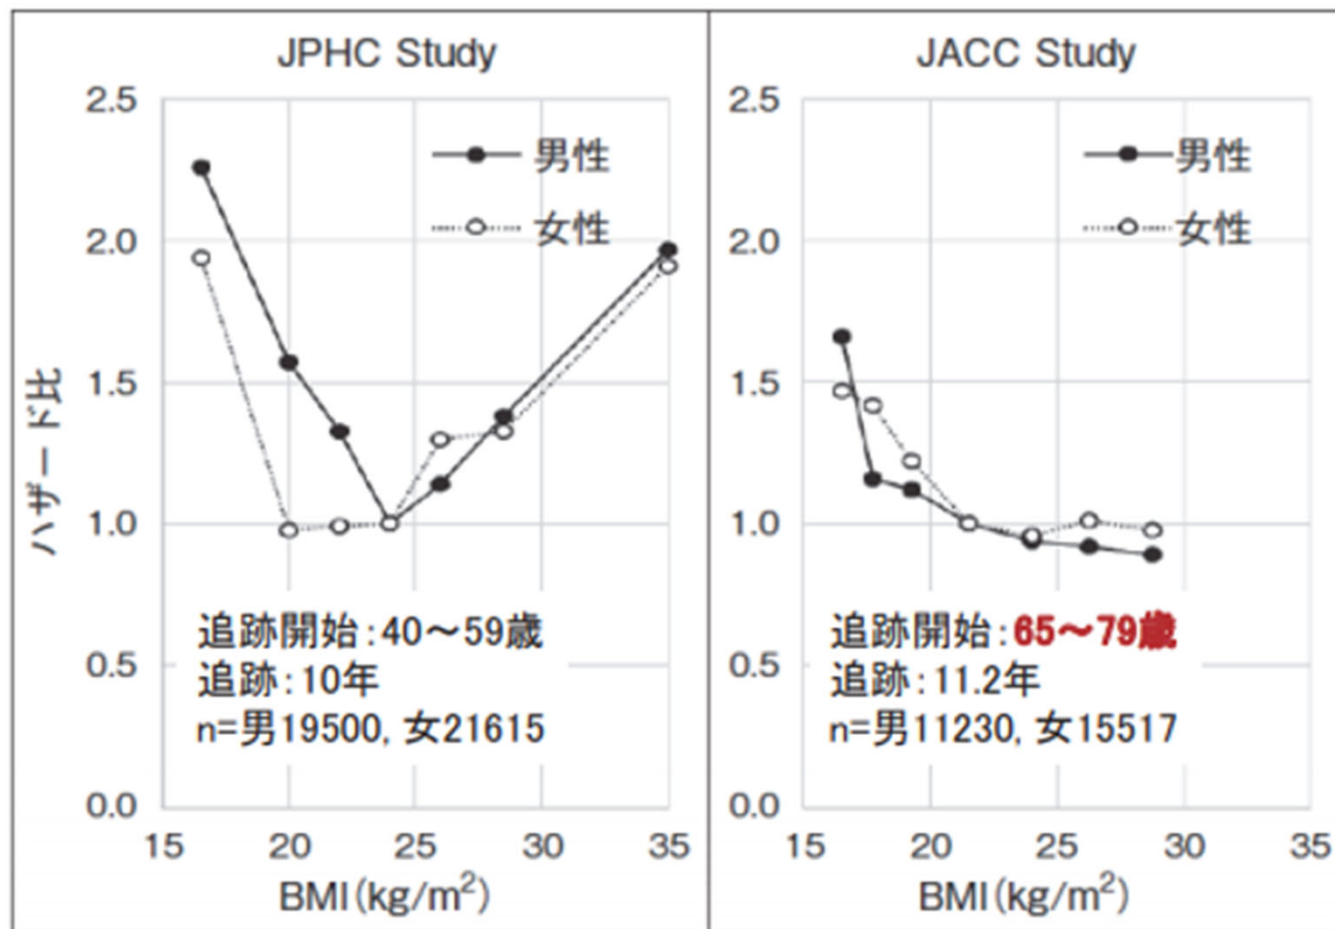 JPHC Study
2.5
2.0
1.5
1.0
0.5
0.0
15 20 25 30 35
ハザード比
BMI(kg/m²)
男性
女性
追跡開始:40~59歳
追跡:10年
n=男19500, 女21615
JACC Study
2.5
2.0
1.5
1.0
0.5
0.0
15 20 25 30 35
BMI(kg/m²)
男性
女性
追跡開始:65~79歳
追跡:11.2年
n=男11230, 女15517